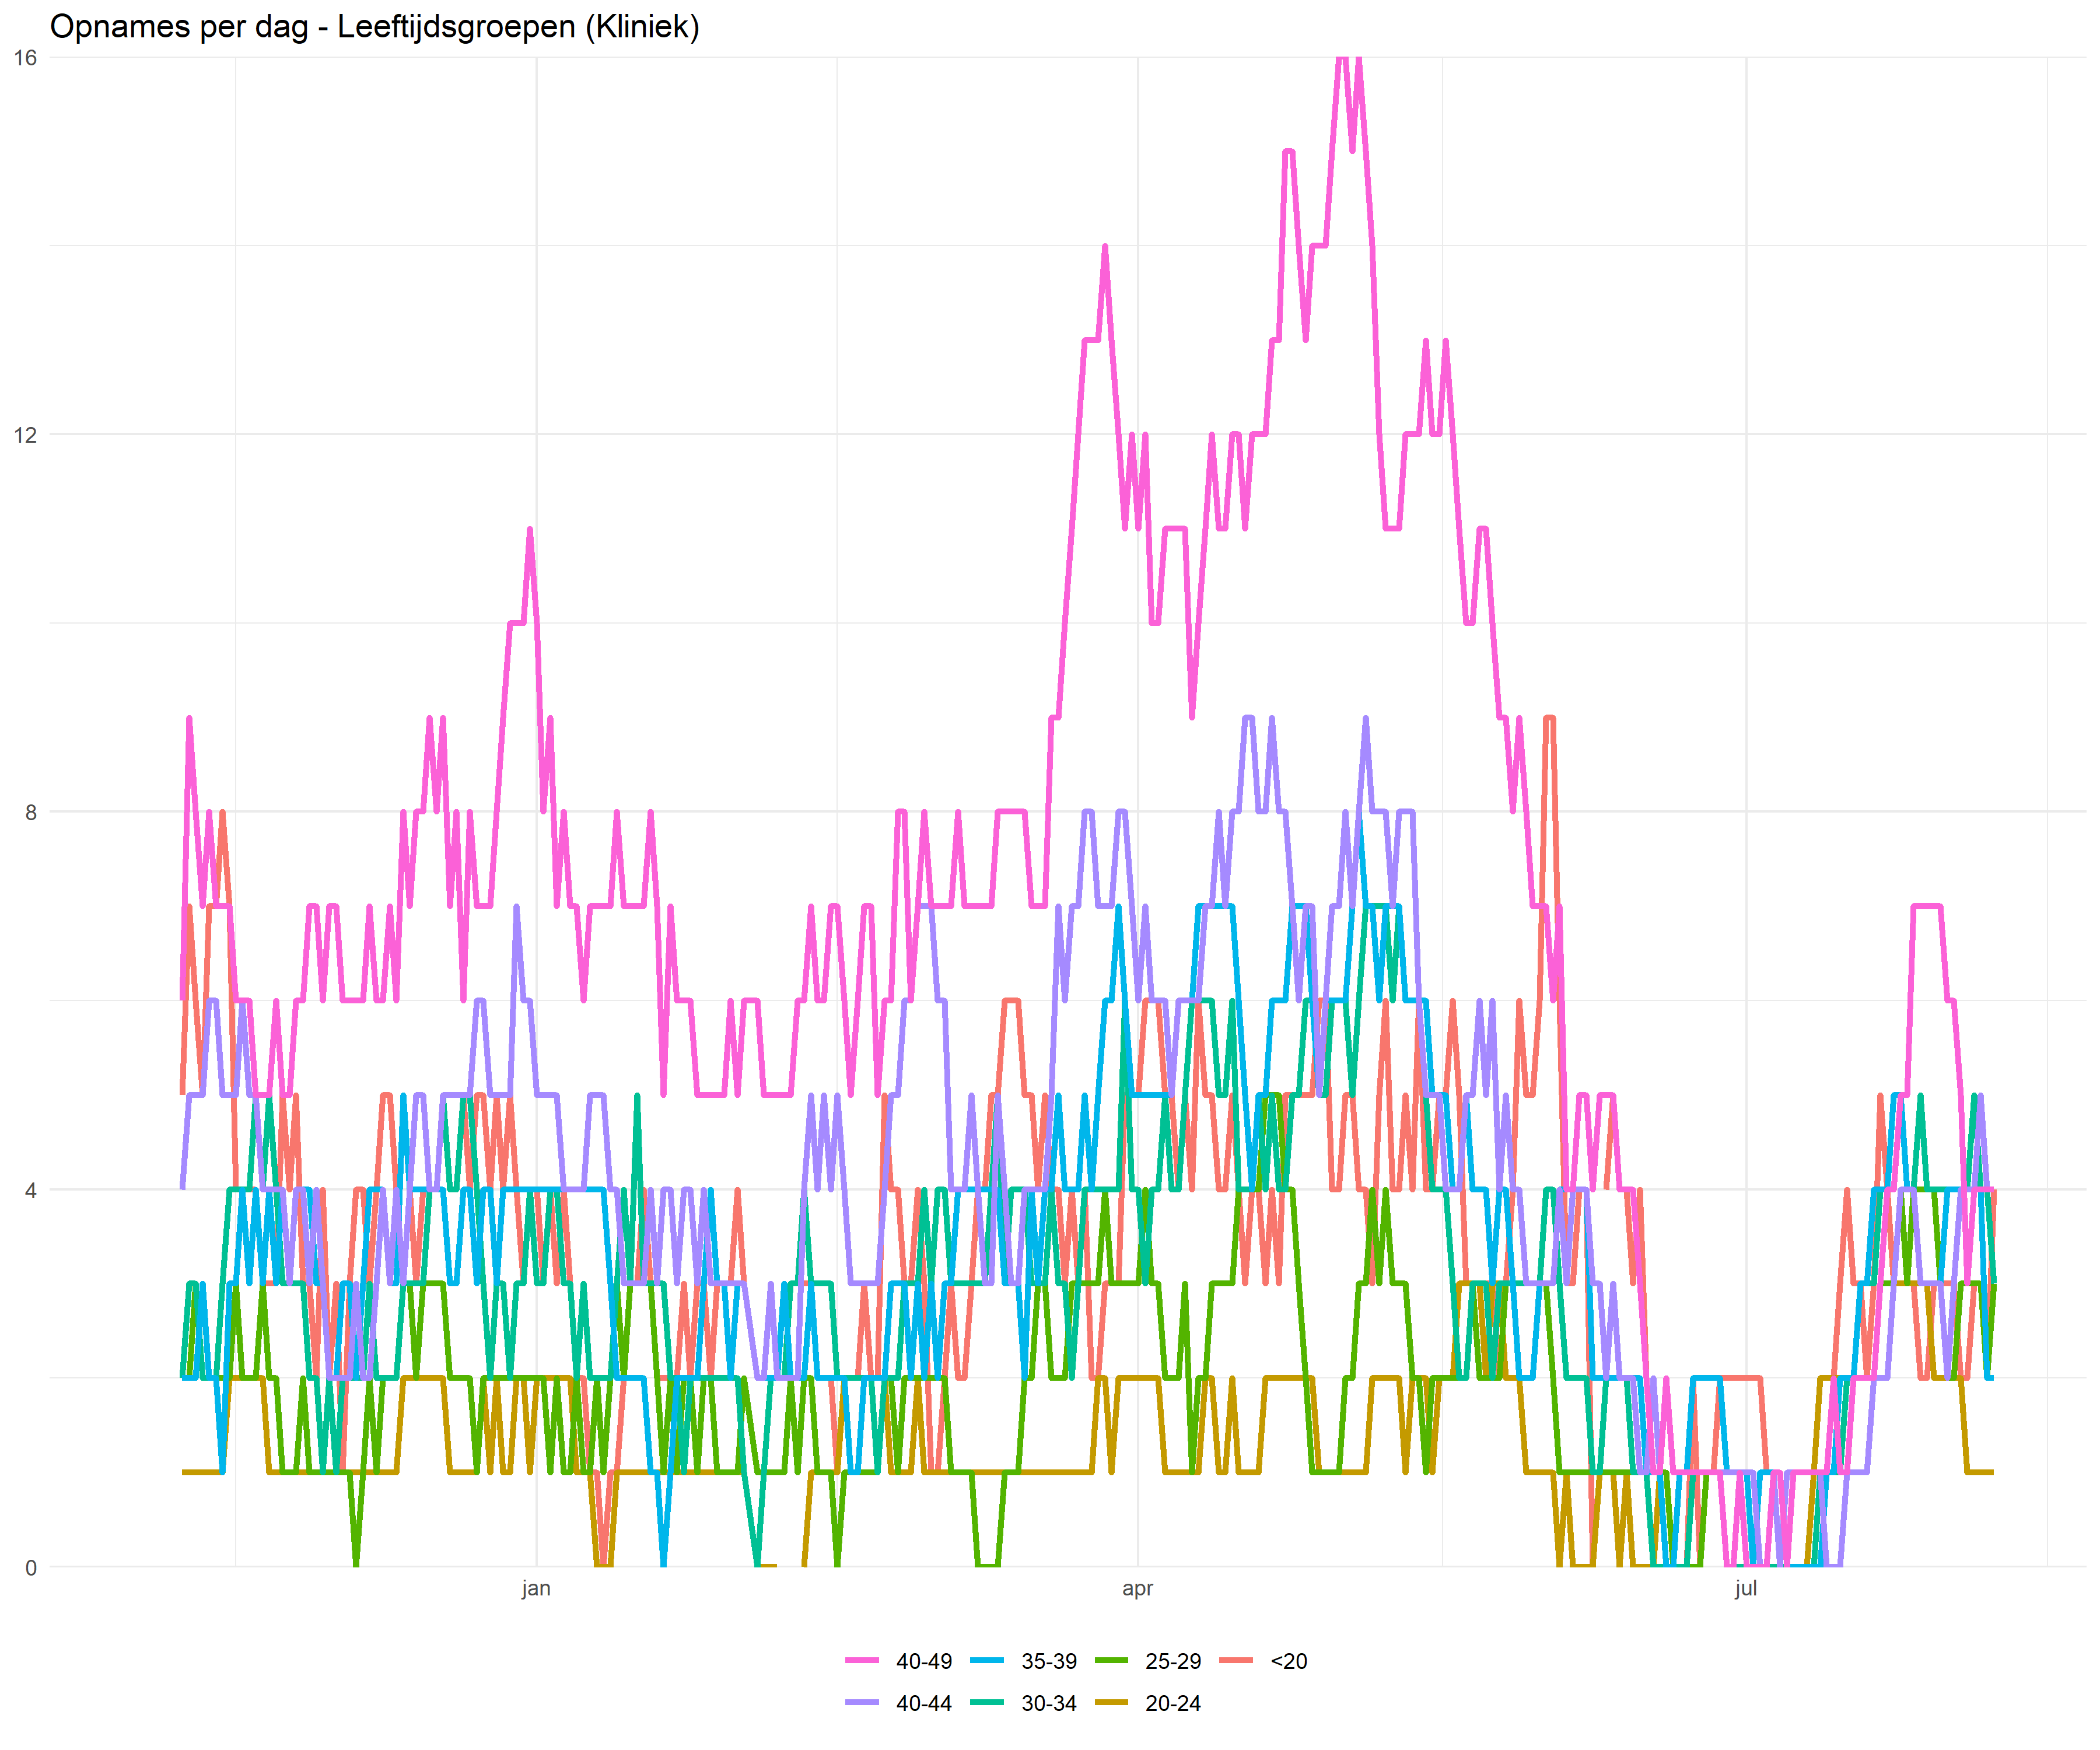 Opnames per dag - Leeftijdsgroepen (Kliniek)
16
12
8
4
0
jan apr jul
40-49 35-39 25-29 <20
40-44 30-34 20-24